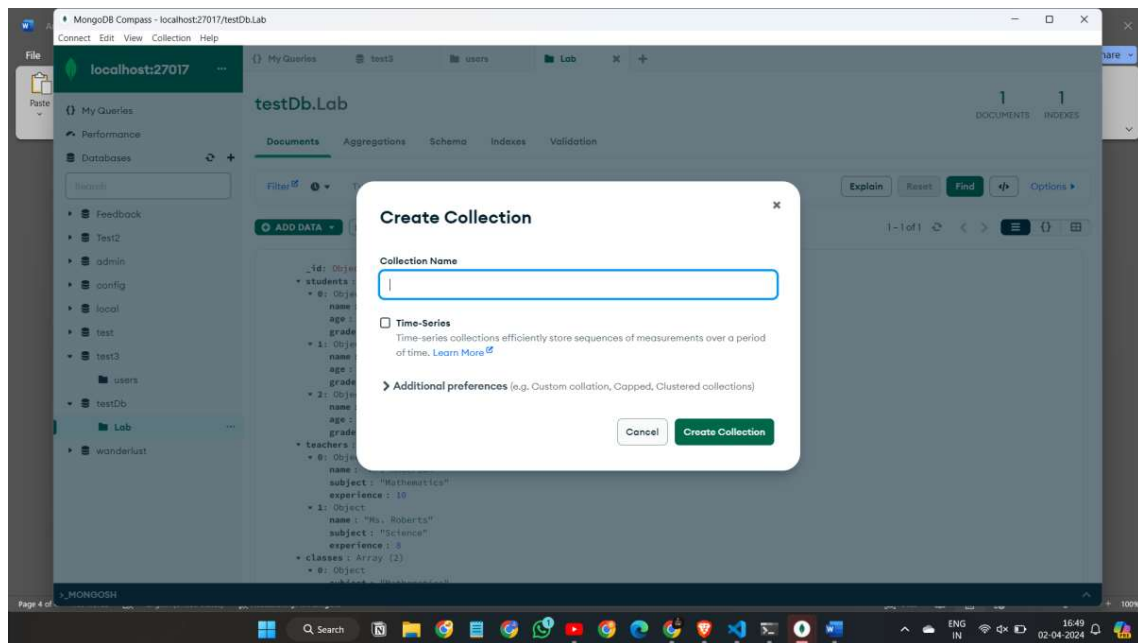 MongoDB Compass - localhost:27017/testDb.Lab
Connect Edit View Collection Help
File
Paste
localhost:27017 ...
{} My Queries test3 users Lab
{} My Queries
Performance
Databases
Search
Feedback
Test2
admin
config
local
test
test3
users
testDb
Lab ...
wanderlust
testDb.Lab
1 DOCUMENTS 1 INDEXES
Documents Aggregations Schema Indexes Validation
Filter
Explain Reset Find </> Options
ADD DATA
1-1 of 1
Create Collection
Collection Name
Time-Series
Time-series collections efficiently store sequences of measurements over a period
of time. Learn More
Additional preferences (e.g. Custom collation, Capped, Clustered collections)
Cancel Create Collection
_id:
students
0:
name
age :
grade
1:
name
age :
grade
2:
name
age :
grade
teachers
0:
name :
subject : "Mathematics"
experience : 10
1: Object
name : "Ms. Roberts"
subject : "Science"
experience : 8
classes : Array (2)
0: Object
>_MONGOSH
Page 4 of
100%
Search
ENG
IN
16:49
02-04-2024